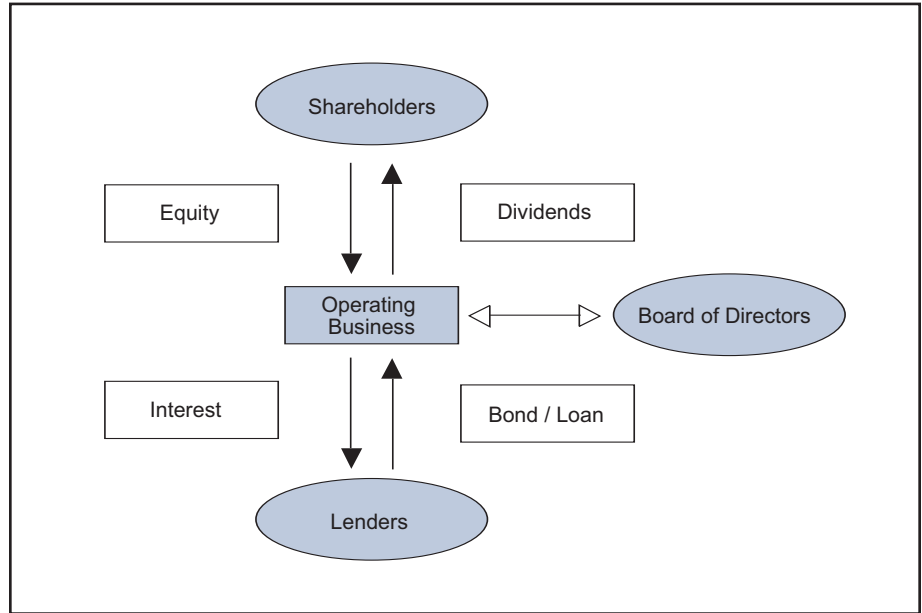 Shareholders
Equity
Dividends
Operating
Business
Board of Directors
Interest
Bond / Loan
Lenders